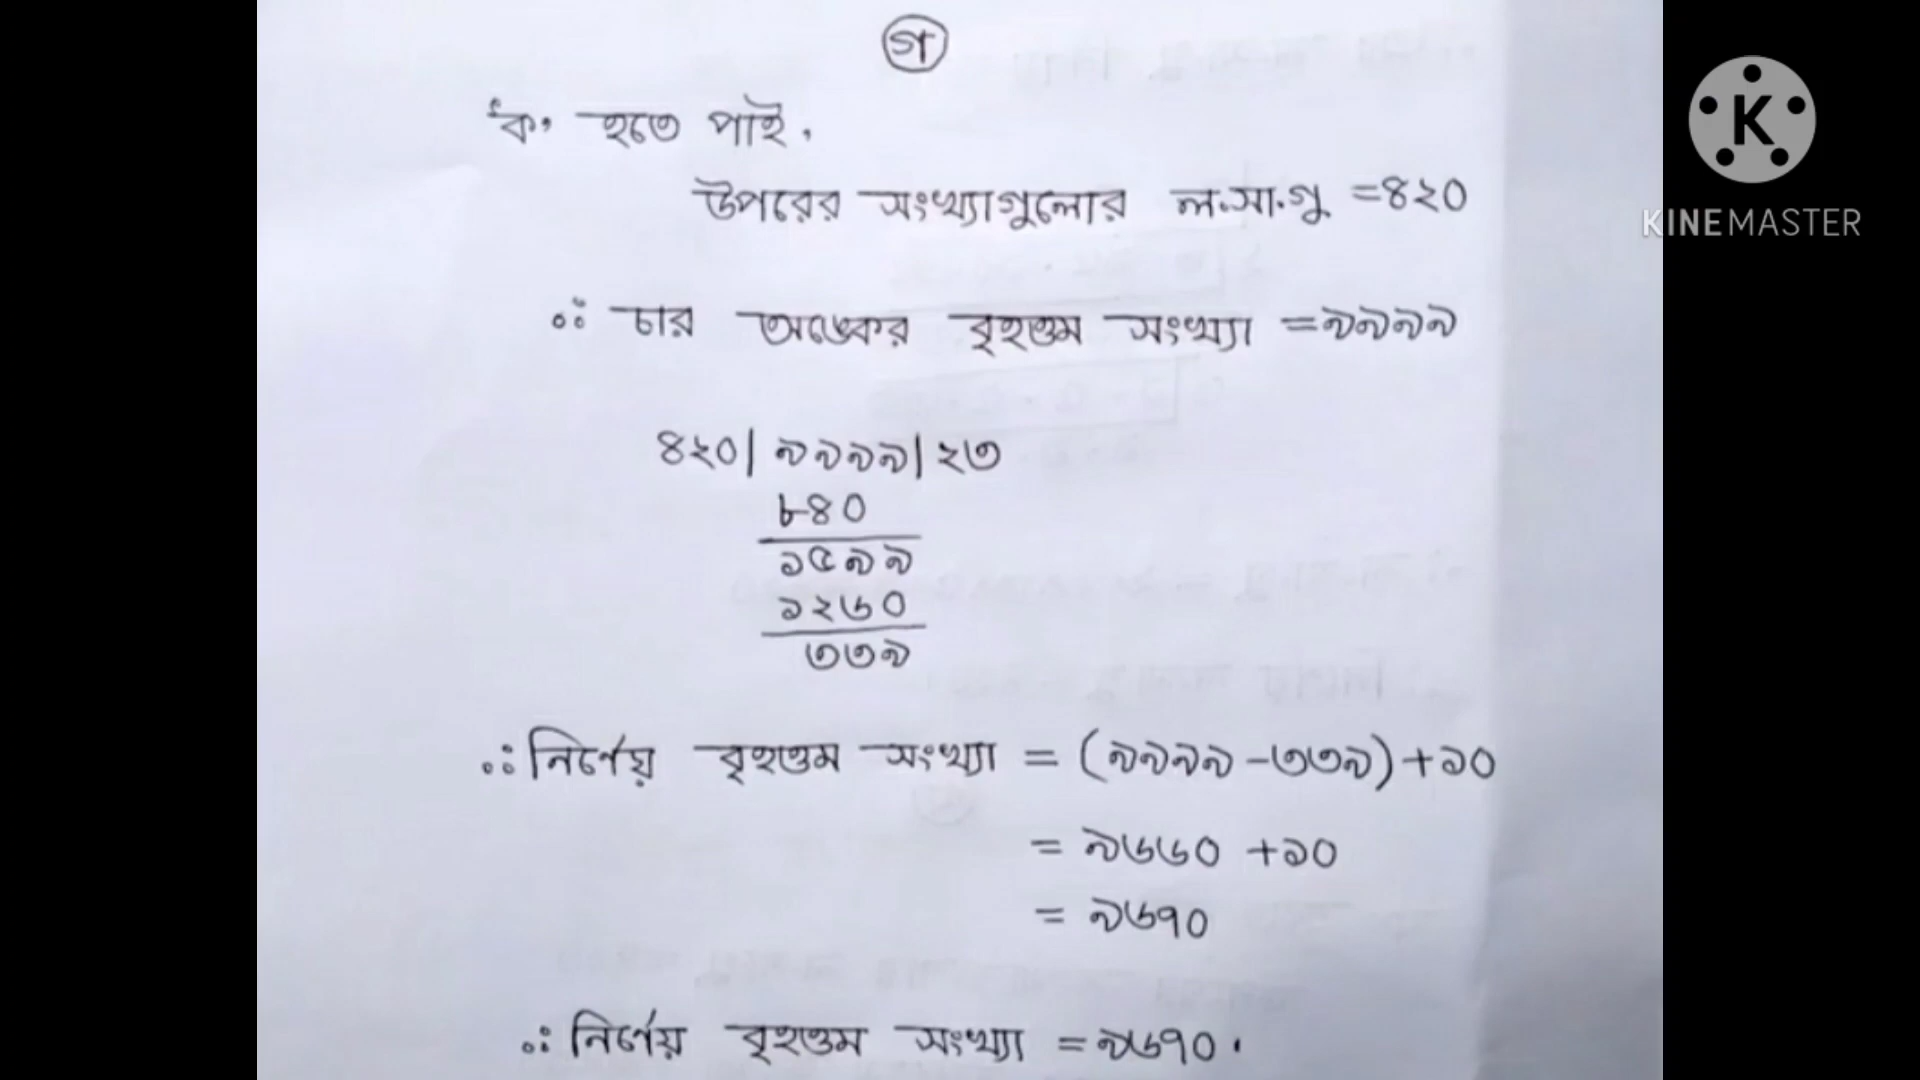 গ
'ক' হতে পাই,
উপরের সংখ্যাগুলোর ল.সা.গু. =৪২০
∴ চার অঙ্কের বৃহত্তম সংখ্যা =৯৯৯৯
৪২০| ৯৯৯৯| ২৩
৮৪০
১৫৯৯
১২৬০
৩৩৯
∴ নির্ণেয় বৃহত্তম সংখ্যা = (৯৯৯৯-৩৩৯)+১০
= ৯৬৬০ +১০
= ৯৬৭০
∴ নির্ণেয় বৃহত্তম সংখ্যা =৯৬৭০.
K
KINEMASTER